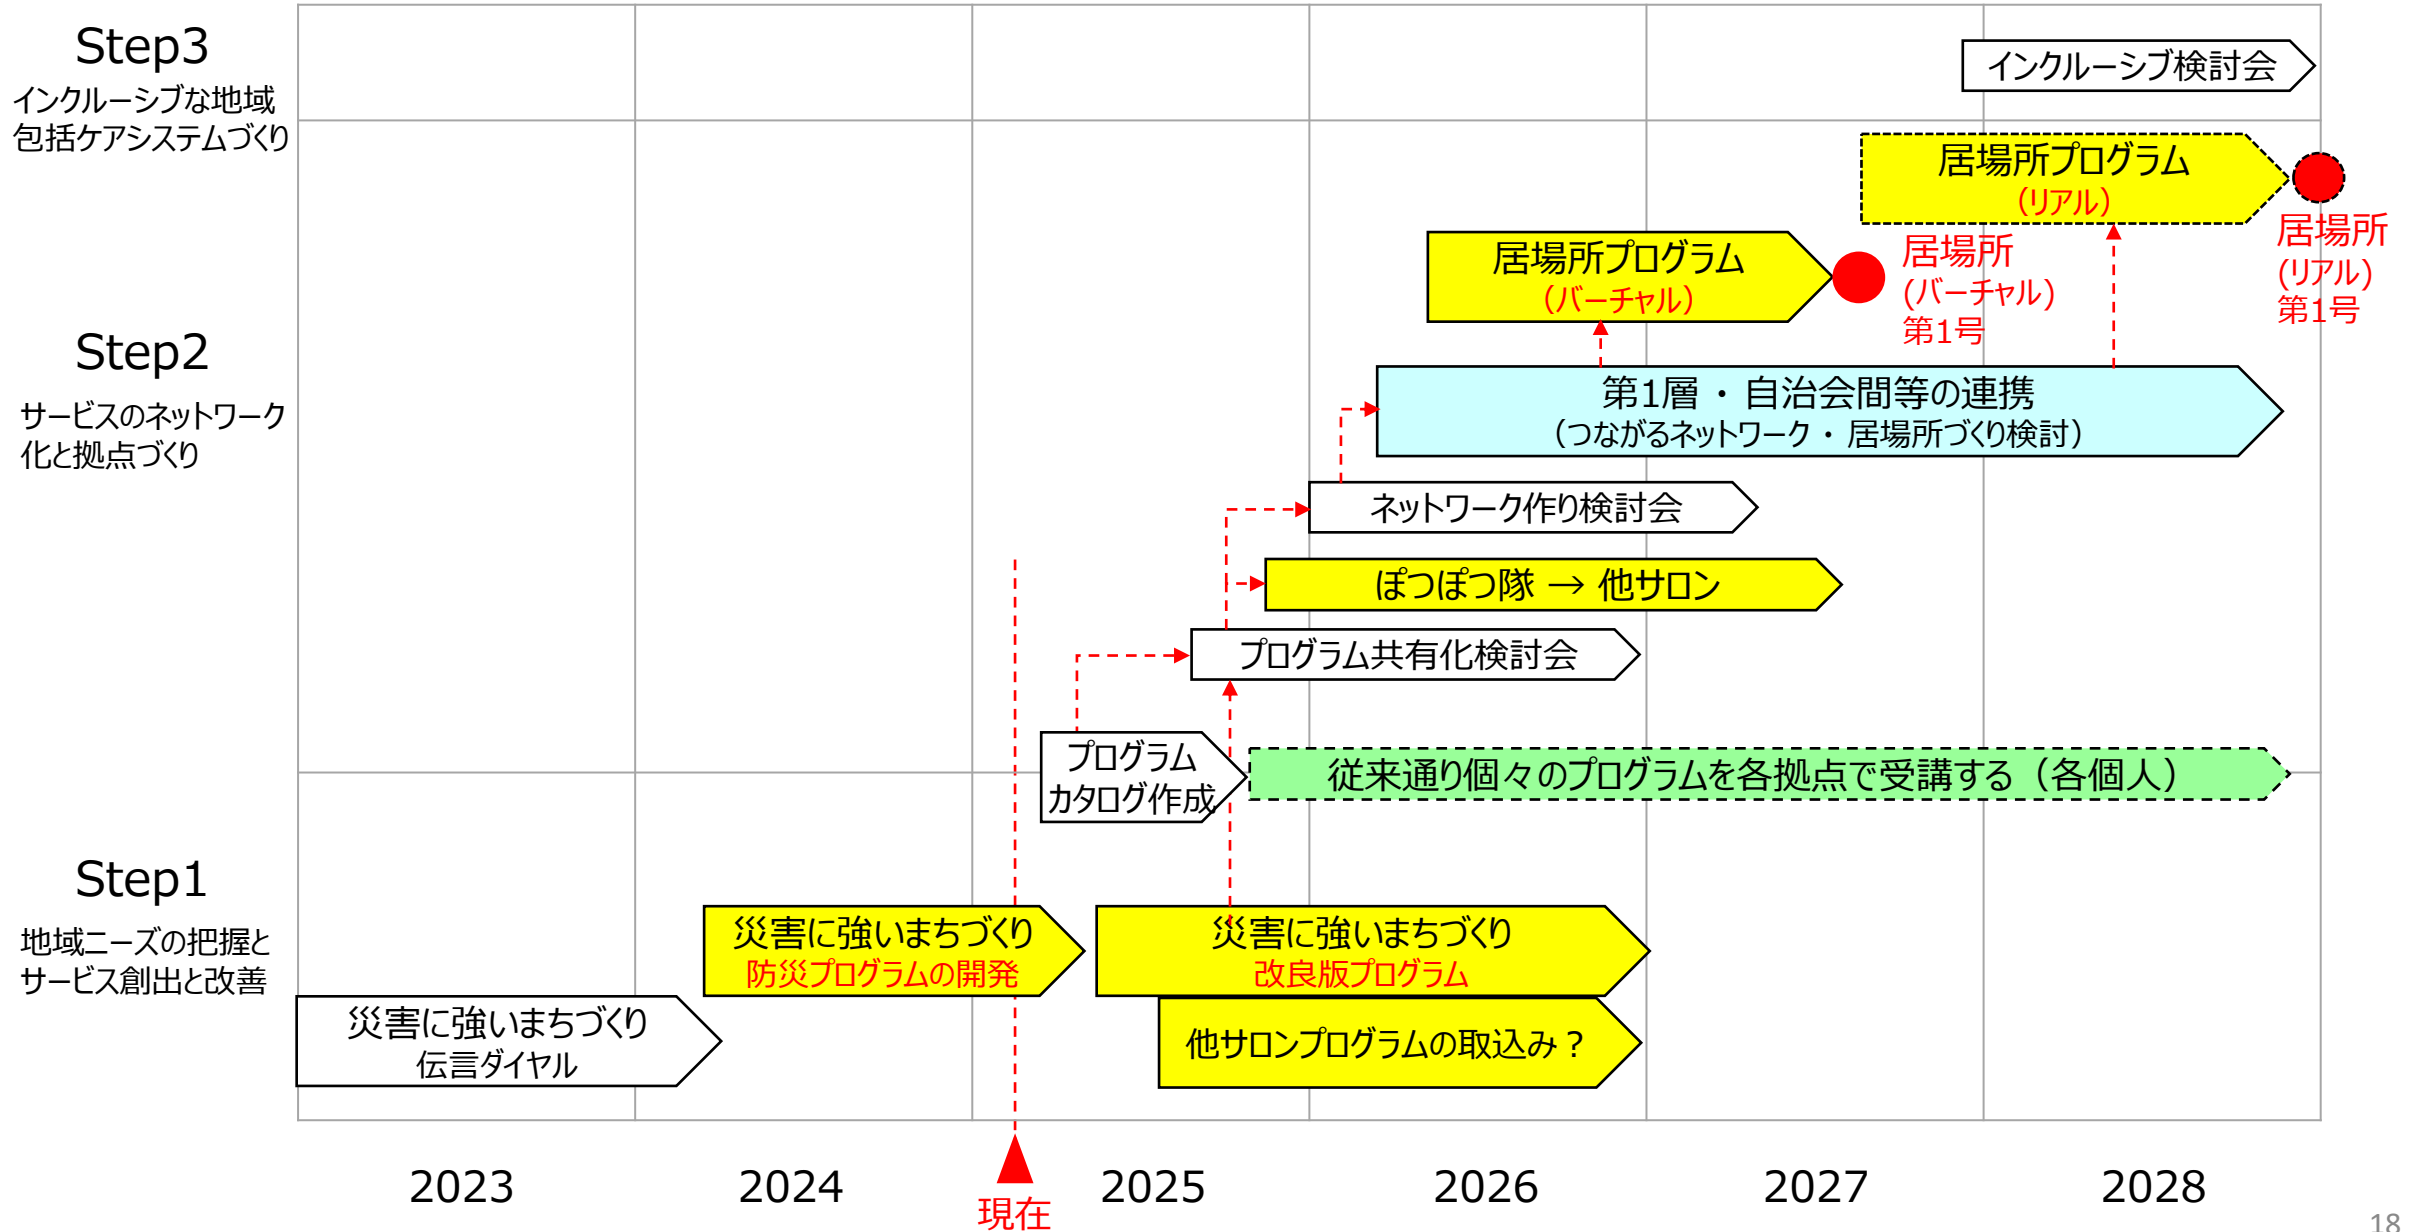 Step3
インクルーシブな地域
包括ケアシステムづくり
インクルーシブ検討会
居場所プログラム
（リアル）
居場所
(リアル）
第1号
居場所プログラム
（バーチャル）
居場所
(バーチャル）
第1号
Step2
サービスのネットワーク
化と拠点づくり
第1層・自治会間等の連携
（つながるネットワーク・居場所づくり検討）
ネットワーク作り検討会
ぽつぽつ隊 → 他サロン
プログラム共有化検討会
プログラム
カタログ作成
従来通り個々のプログラムを各拠点で受講する（各個人）
Step1
地域ニーズの把握と
サービス創出と改善
災害に強いまちづくり
防災プログラムの開発
災害に強いまちづくり
改良版プログラム
災害に強いまちづくり
伝言ダイヤル
他サロンプログラムの取込み？
2023
2024
2025
2026
2027
2028
現在
18